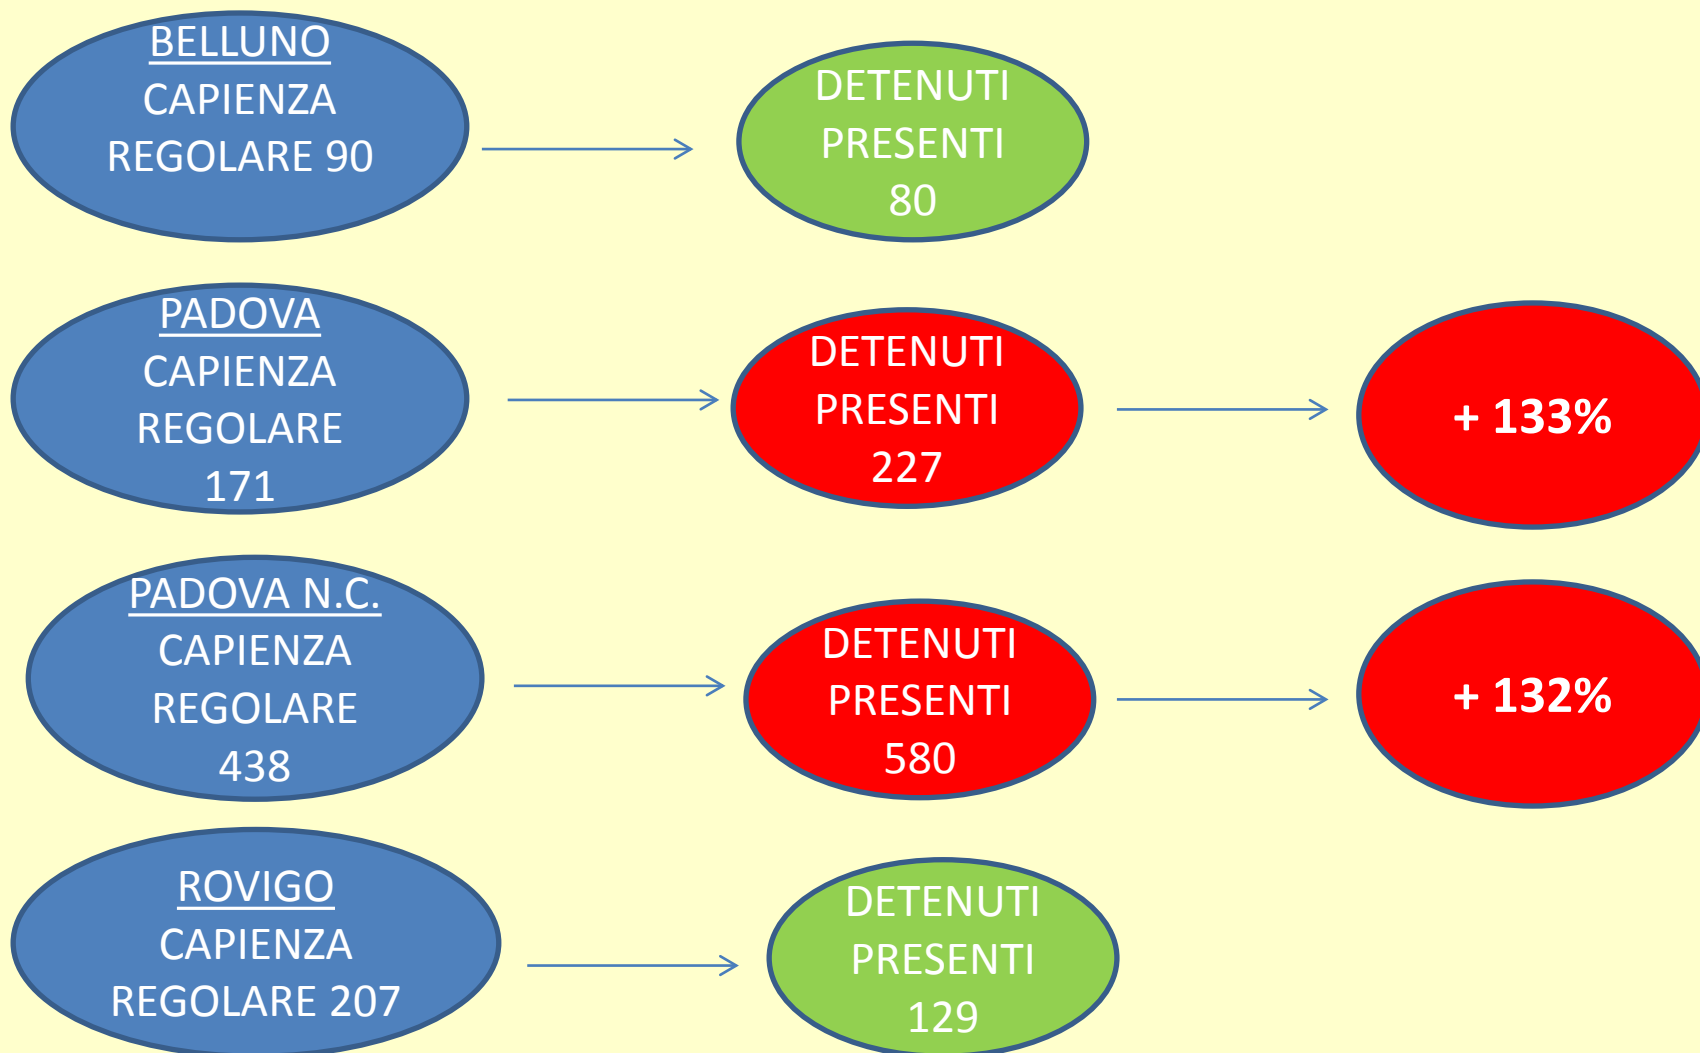 BELLUNO
CAPIENZA
REGOLARE 90
DETENUTI
PRESENTI
80
PADOVA
CAPIENZA
REGOLARE
171
DETENUTI
PRESENTI
227
+ 133%
PADOVA N.C.
CAPIENZA
REGOLARE
438
DETENUTI
PRESENTI
580
+ 132%
ROVIGO
CAPIENZA
REGOLARE 207
DETENUTI
PRESENTI
129